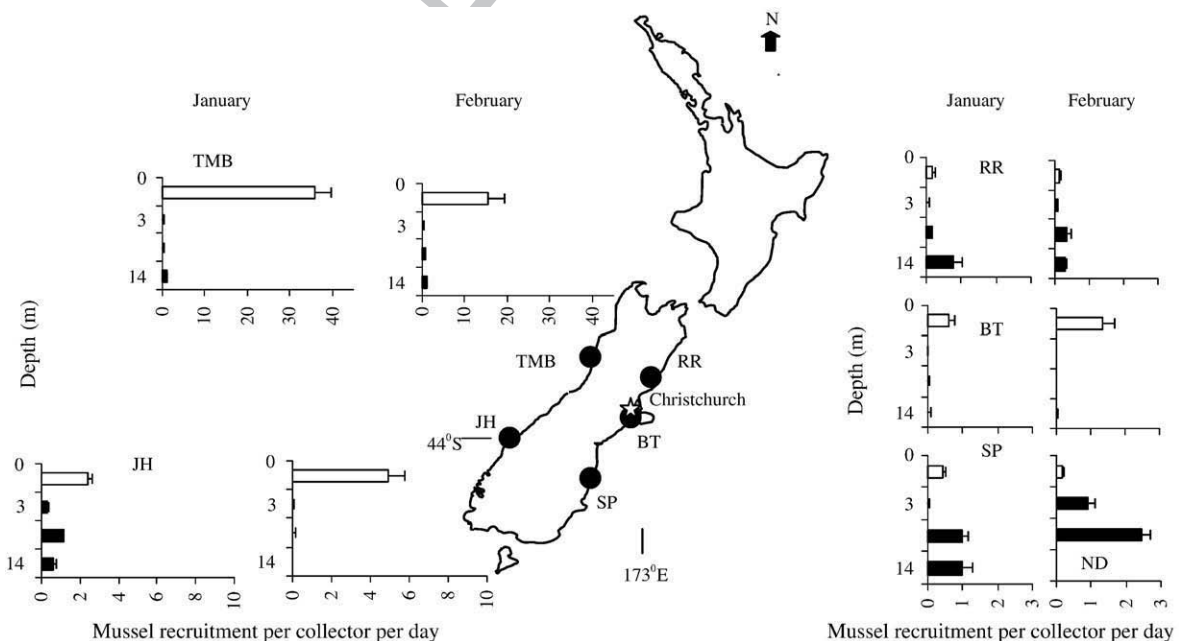 N
January
February
January
February
TMB
0
3
14
0 10 20 30 40
0
3
14
0 10 20 30 40
RR
0
3
14
Depth (m)
TMB
RR
Christchurch
JH
44⁰S
BT
SP
173⁰E
BT
0
3
14
Depth (m)
JH
0
3
14
0 2 4 6 8 10
0
14
0 2 4 6 8 10
SP
0
3
14
ND
0 1 2 3
0 1 2 3
Mussel recruitment per collector per day
Mussel recruitment per collector per day